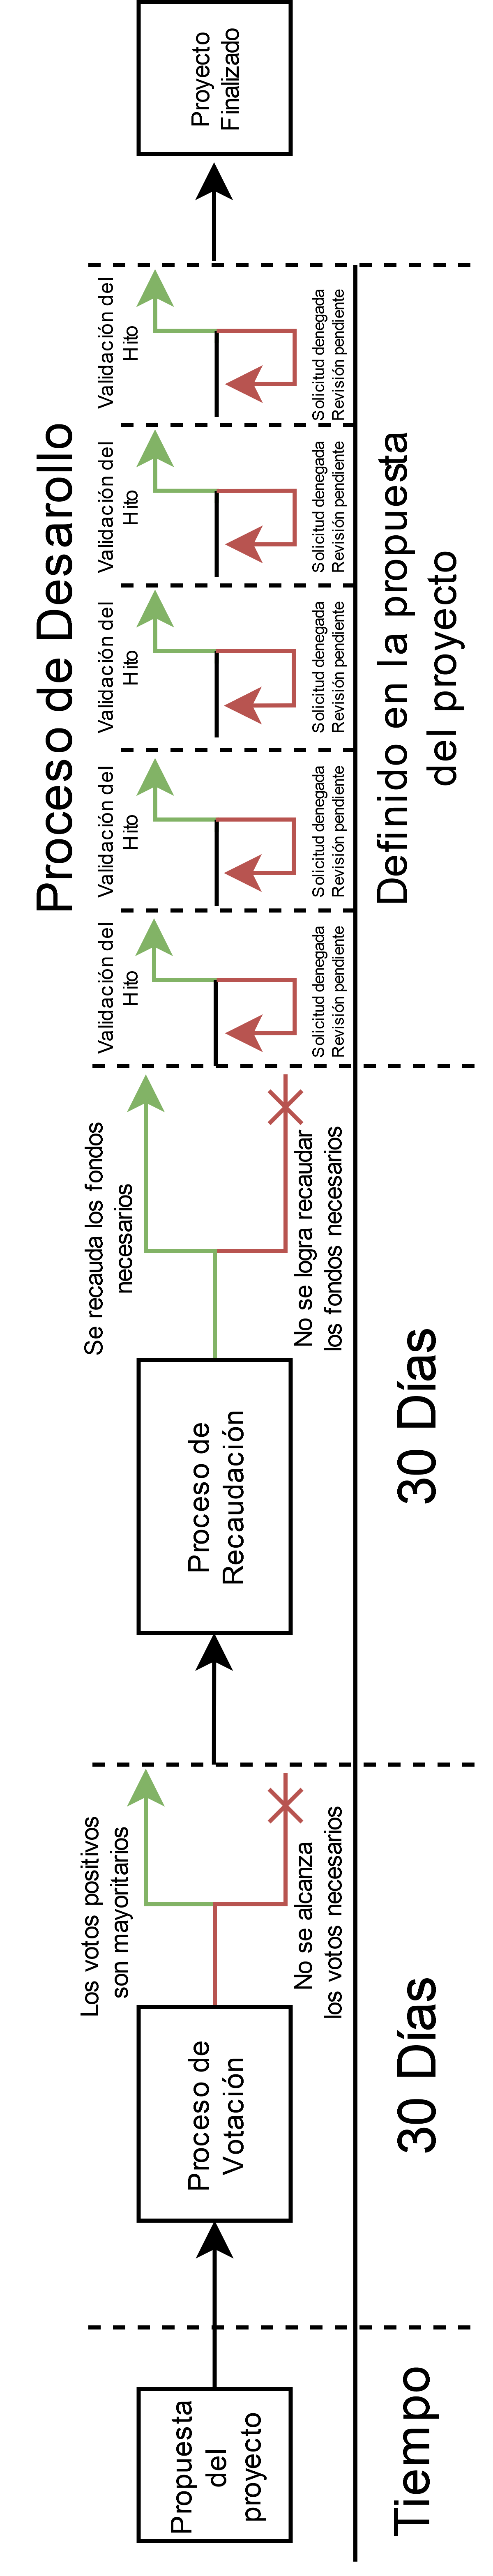 Propuesta
del
proyecto
Proceso de
Votación
Los votos positivos
son mayoritarios
No se alcanza
los votos necesarios
Proceso de
Recaudación
Se recauda los fondos
necesarios
No se logra recaudar
los fondos necesarios
Proceso de Desarollo
Validación del
Hito
Solicitud denegada
Revisión pendiente
Validación del
Hito
Solicitud denegada
Revisión pendiente
Validación del
Hito
Solicitud denegada
Revisión pendiente
Validación del
Hito
Solicitud denegada
Revisión pendiente
Validación del
Hito
Solicitud denegada
Revisión pendiente
Proyecto
Finalizado
Tiempo
30 Días
30 Días
Definido en la propuesta
del proyecto